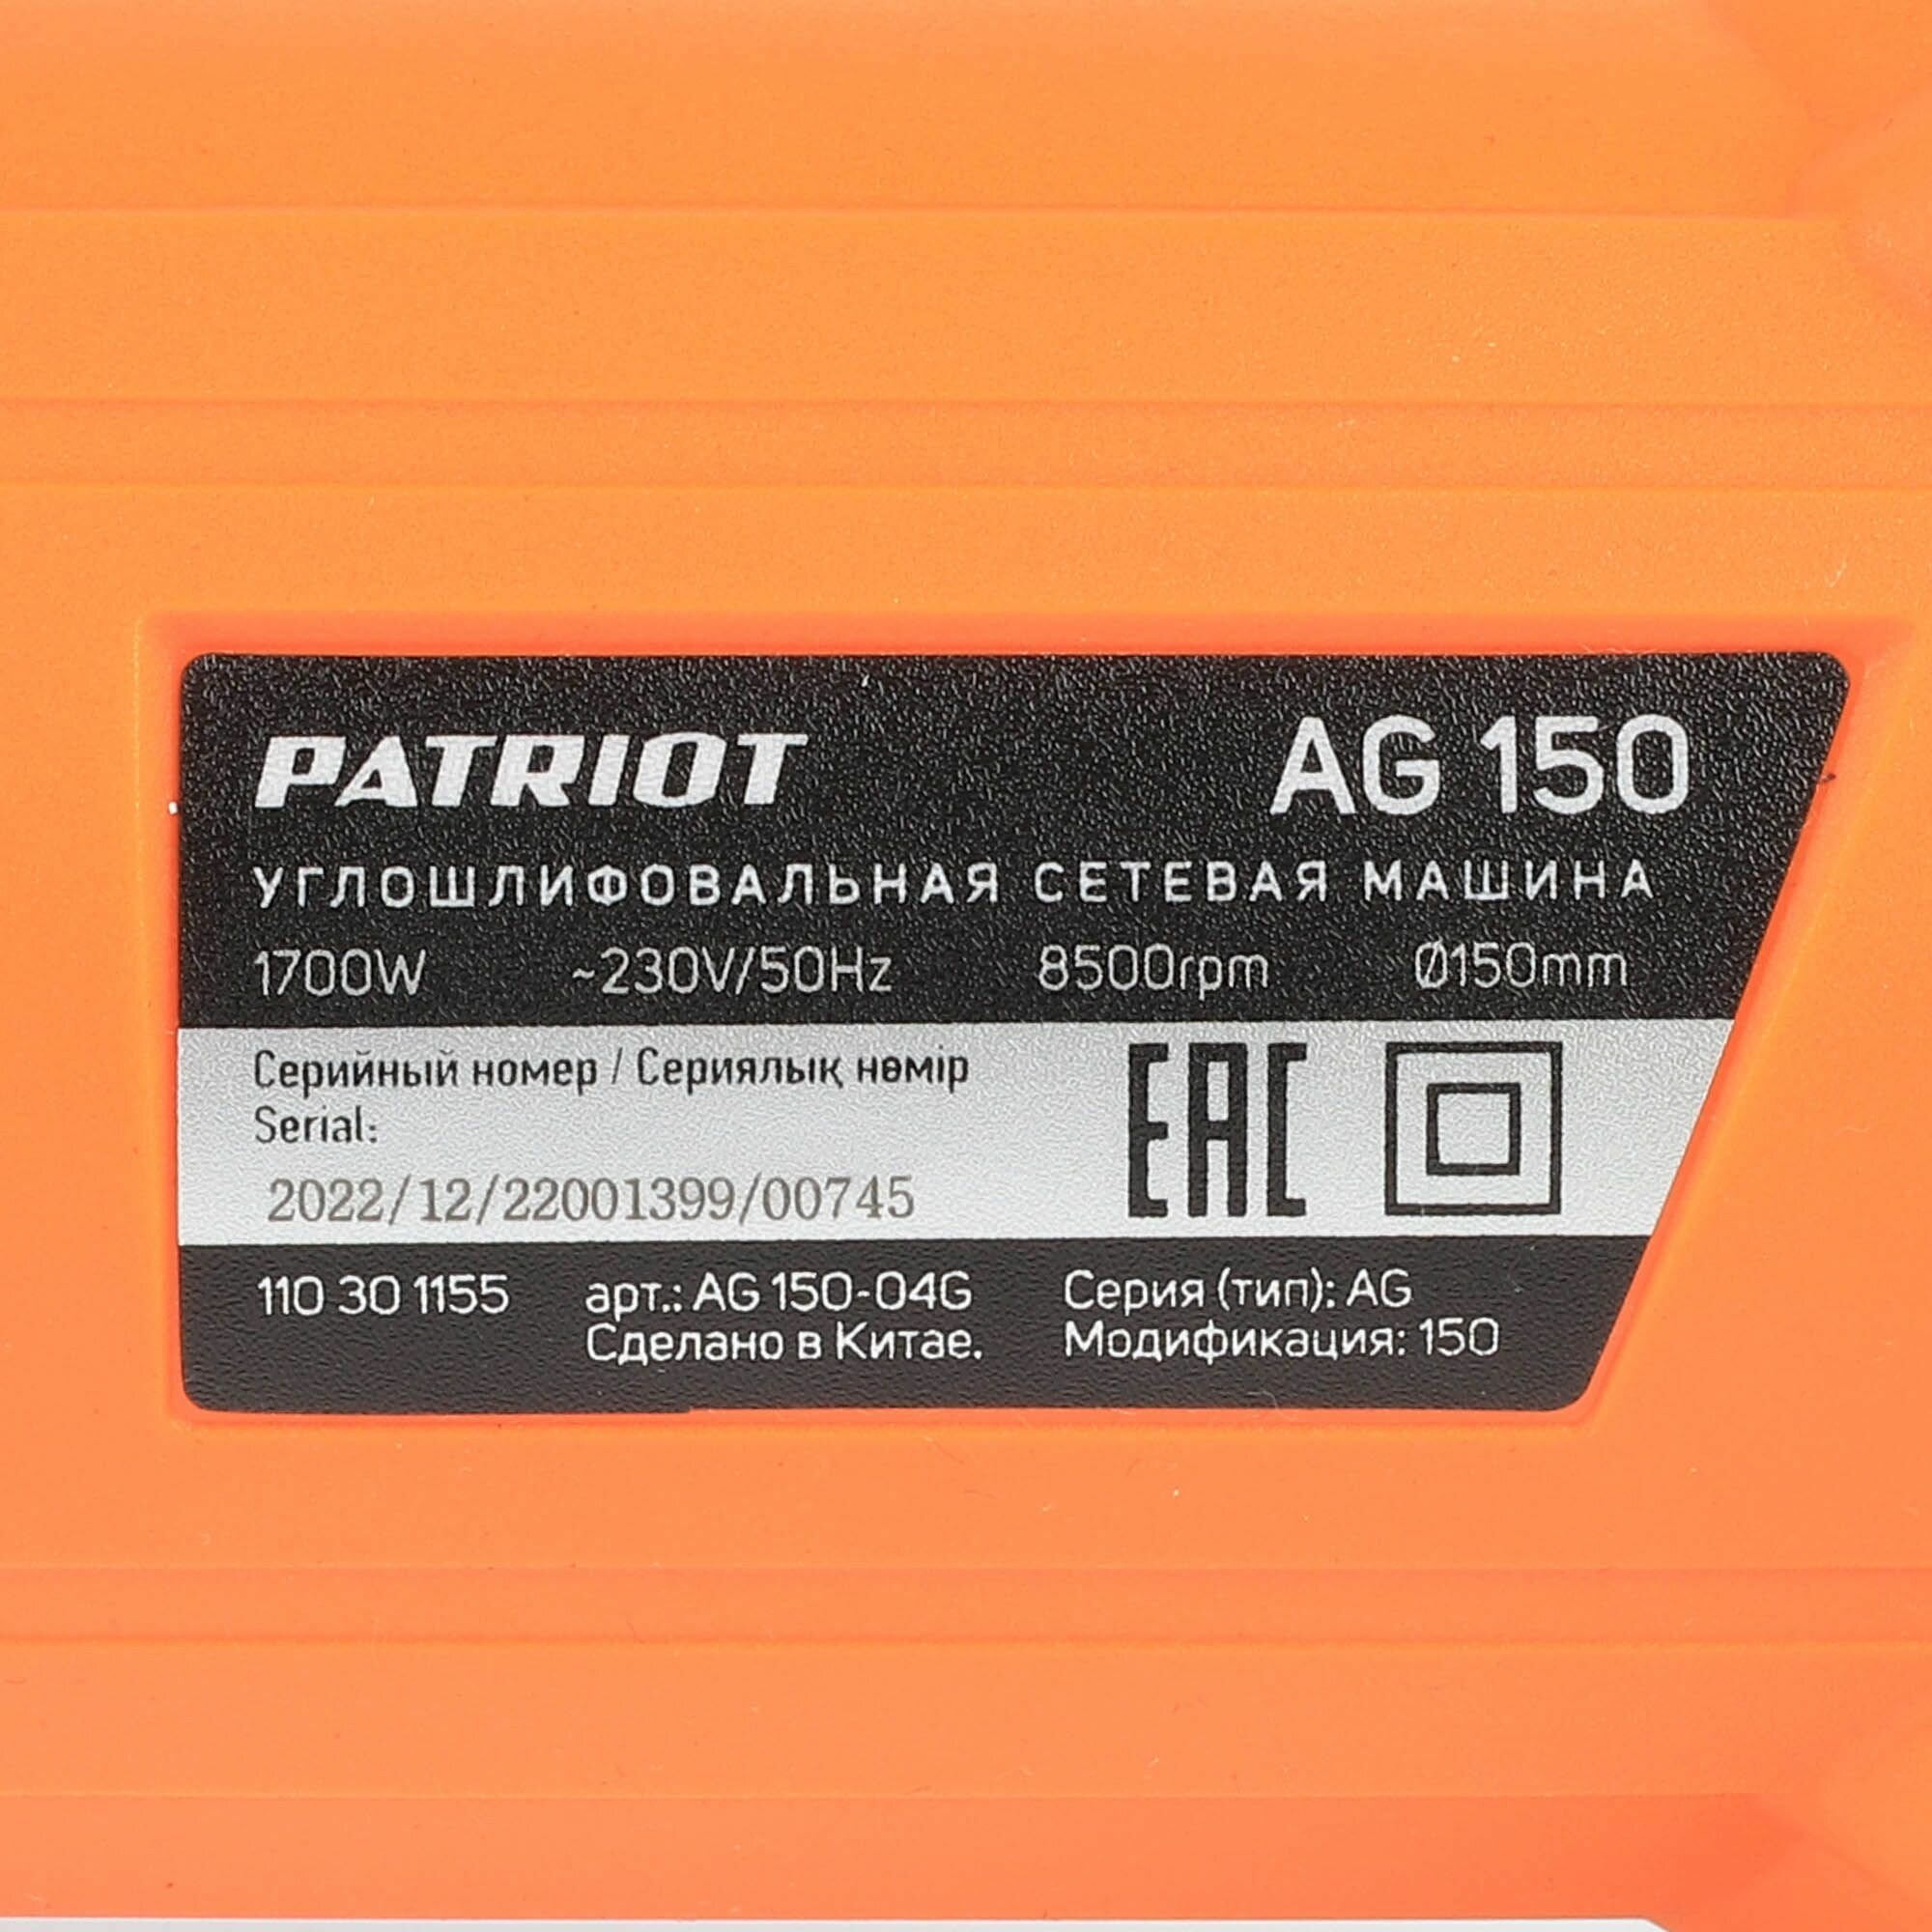 PATRIOT AG 150
УГЛОШЛИФОВАЛЬНАЯ СЕТЕВАЯ МАШИНА
1700W ~230V/50Hz 8500rpm Ø150mm
Серийный номер / Сериялық нөмір
Serial:
2022/12/22001399/00745
EAC
110 30 1155 арт.: AG 150-04G Серия (тип): AG
Сделано в Китае. Модификация: 150